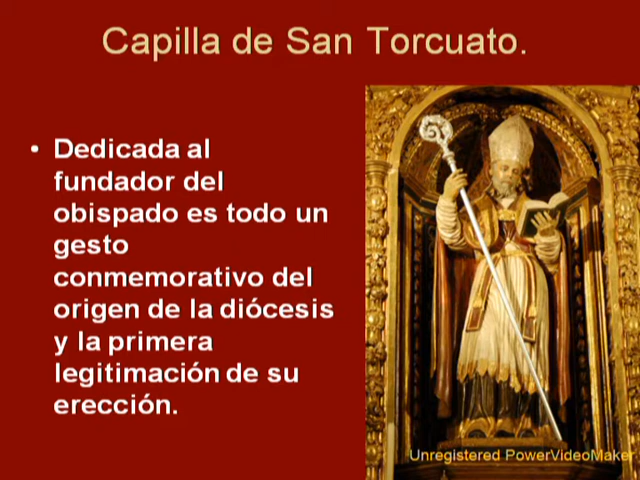 Capilla de San Torcuato.
• Dedicada al
fundador del
obispado es todo un
gesto
conmemorativo del
origen de la diócesis
y la primera
legitimación de su
erección.
Unregistered PowerVideoMaker